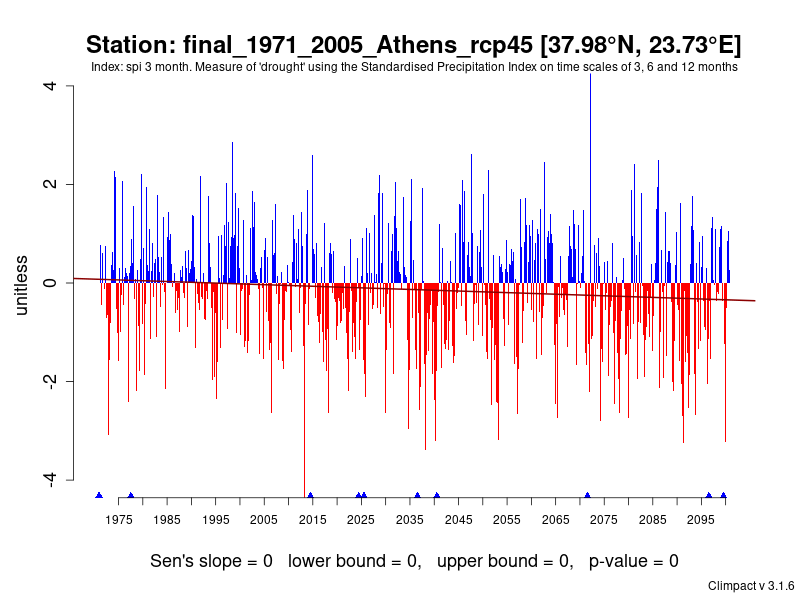 Station: final_1971_2005_Athens_rcp45 [37.98°N, 23.73°E]
Index: spi 3 month. Measure of 'drought' using the Standardised Precipitation Index on time scales of 3, 6 and 12 months
4
2
0
-2
-4
unitless
1975 1985 1995 2005 2015 2025 2035 2045 2055 2065 2075 2085 2095
Sen's slope = 0 lower bound = 0, upper bound = 0, p-value = 0
Climpact v 3.1.6